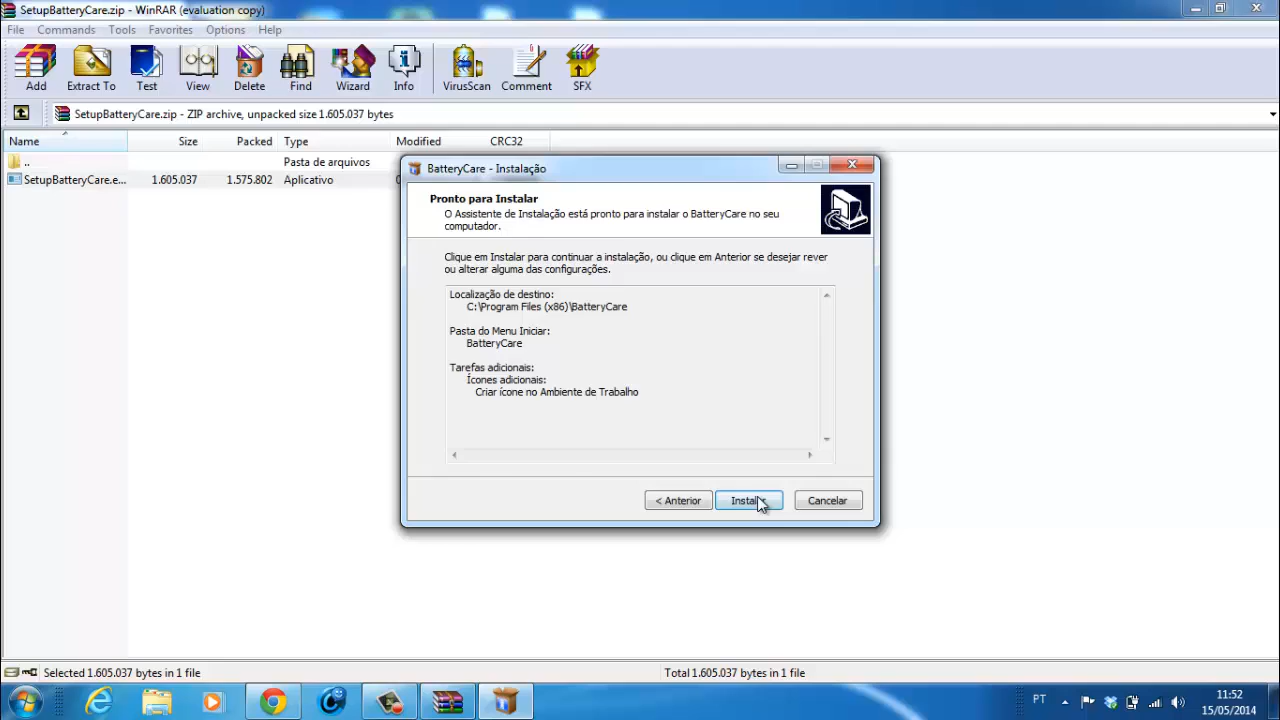 SetupBatteryCare.zip - WinRAR (evaluation copy)
File Commands Tools Favorites Options Help
Add Extract To Test View Delete Find Wizard Info VirusScan Comment SFX
SetupBatteryCare.zip - ZIP archive, unpacked size 1.605.037 bytes
Name Size Packed Type Modified CRC32
.. Pasta de arquivos
SetupBatteryCare.e... 1.605.037 1.575.802 Aplicativo
BatteryCare - Instalação
Pronto para Instalar
O Assistente de Instalação está pronto para instalar o BatteryCare no seu
computador.
Clique em Instalar para continuar a instalação, ou clique em Anterior se desejar rever
ou alterar alguma das configurações.
Localização de destino:
C:\Program Files (x86)\BatteryCare
Pasta do Menu Iniciar:
BatteryCare
Tarefas adicionais:
Ícones adicionais:
Criar ícone no Ambiente de Trabalho
< Anterior Instalar Cancelar
Selected 1.605.037 bytes in 1 file Total 1.605.037 bytes in 1 file
PT 11:52
15/05/2014